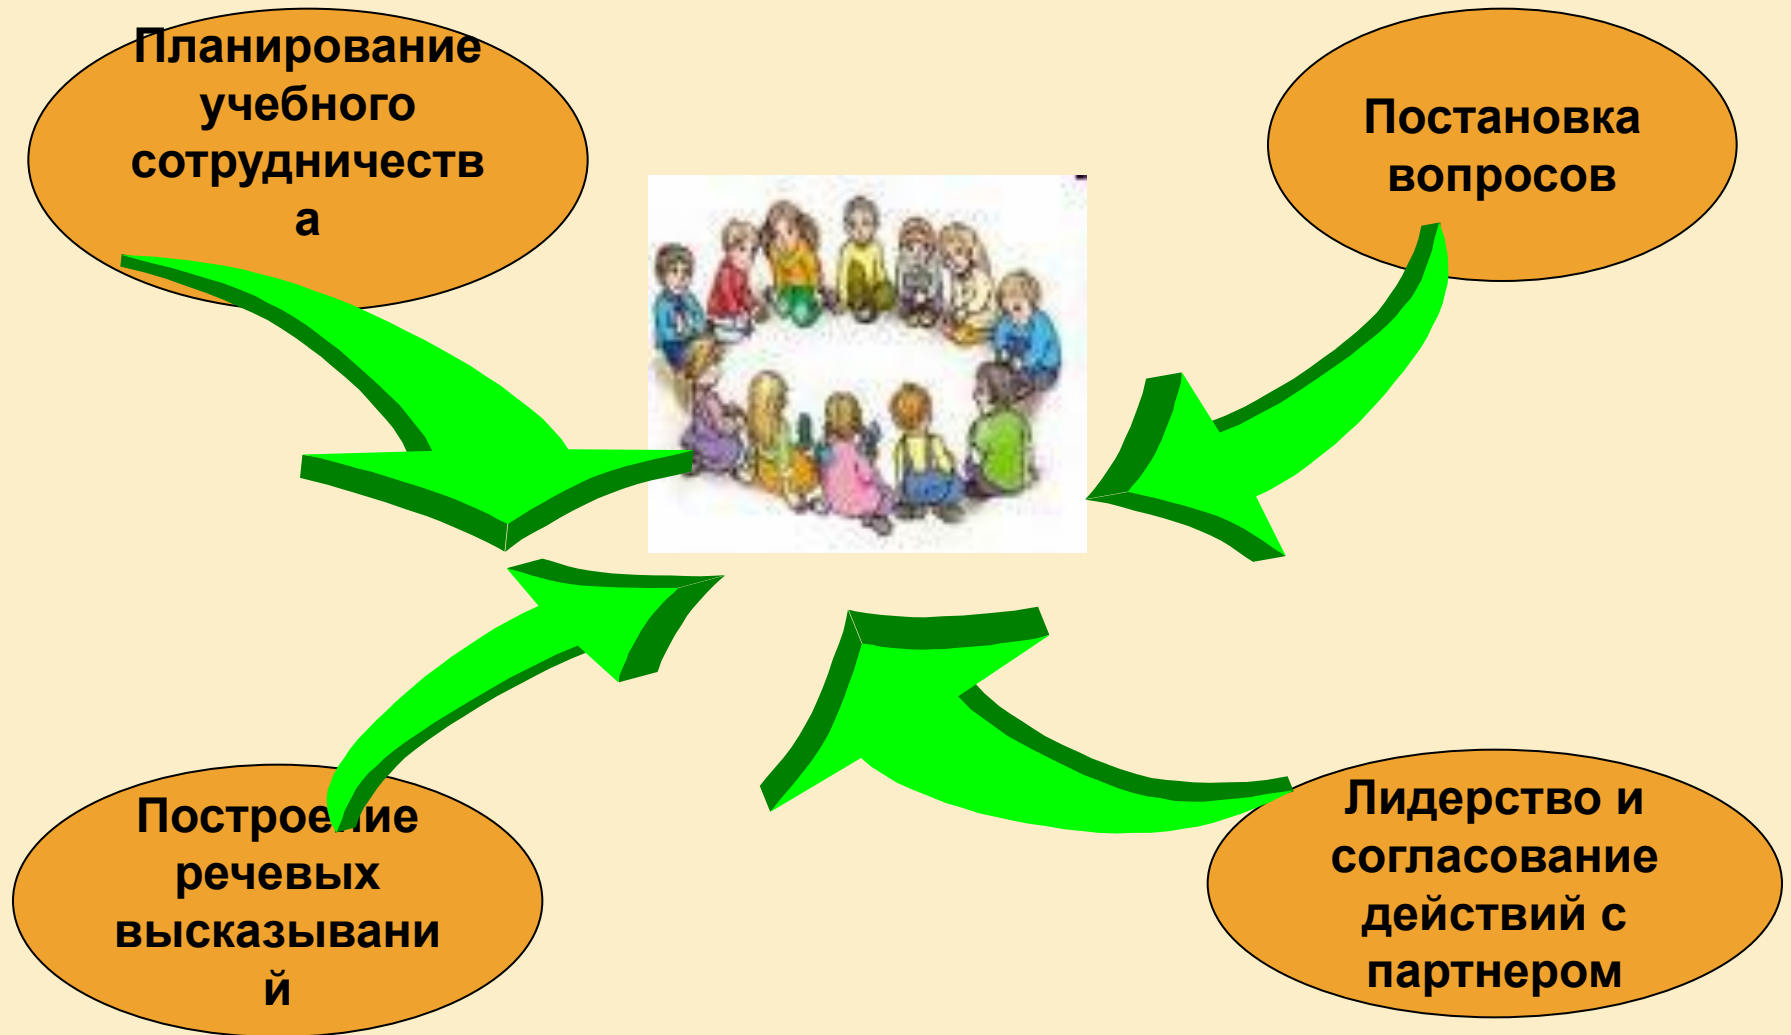 Планирование
учебного
сотрудничеств
а
Постановка
вопросов
Построение
речевых
высказывани
й
Лидерство и
согласование
действий с
партнером